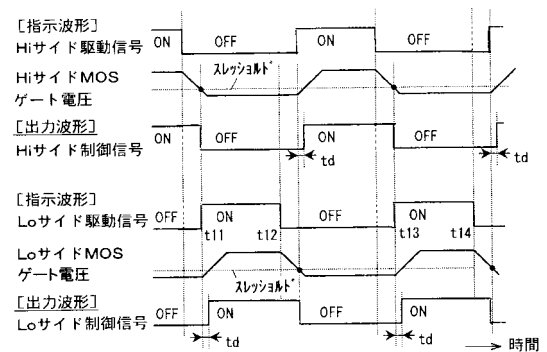 [指示波形]
Hiサイド駆動信号
ON OFF ON OFF
HiサイドMOS
ゲート電圧
スレッショルド
[出力波形]
Hiサイド制御信号
ON OFF ON OFF
td td
[指示波形]
Loサイド駆動信号
OFF ON OFF ON
t11 t12 t13 t14
LoサイドMOS
ゲート電圧
スレッショルド
[出力波形]
Loサイド制御信号
OFF ON OFF ON
td td
時間